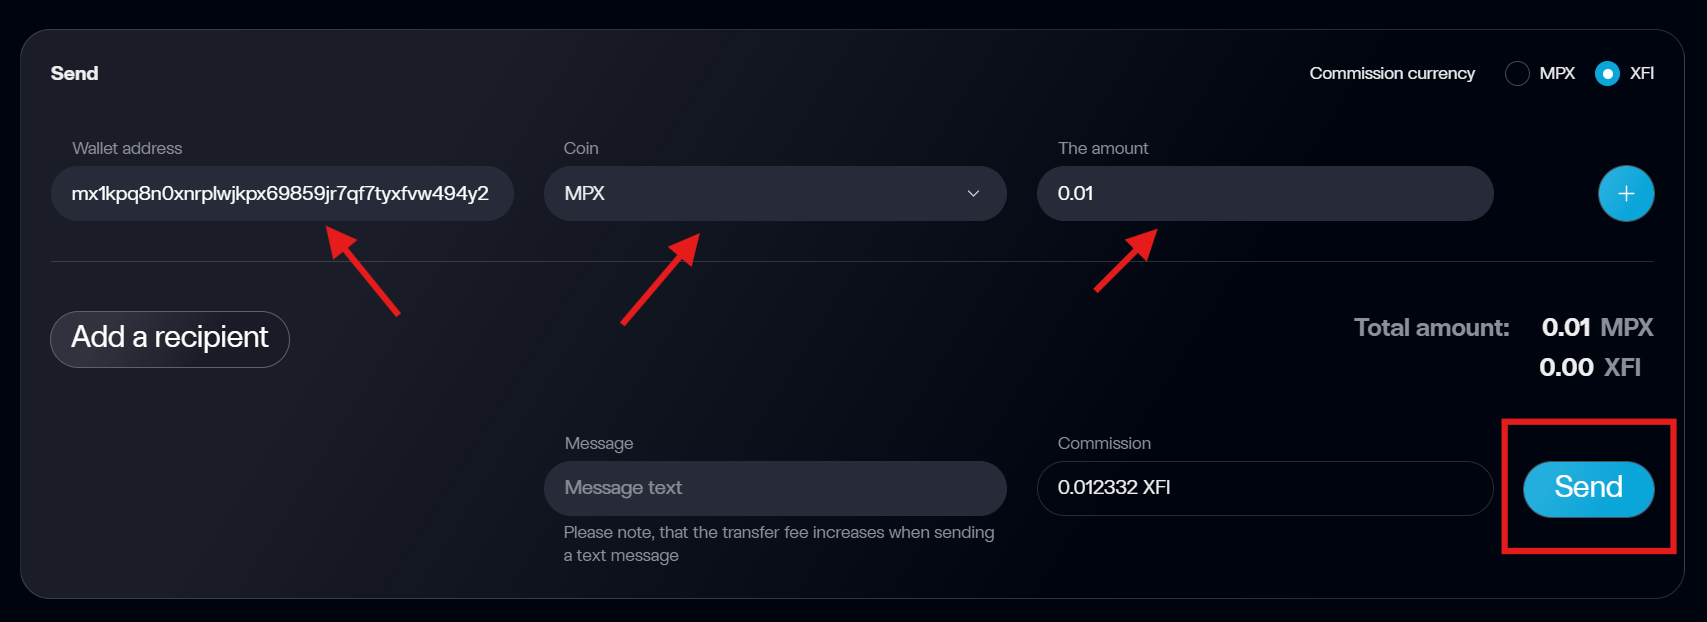 Send
Commission currency MPX XFI
Wallet address Coin The amount
mx1kpq8n0xnrplwjkpx69859jr7qf7tyxfvw494y2 MPX 0.01
Add a recipient
Total amount: 0.01 MPX
0.00 XFI
Message Commission
Message text 0.012332 XFI Send
Please note, that the transfer fee increases when sending
a text message